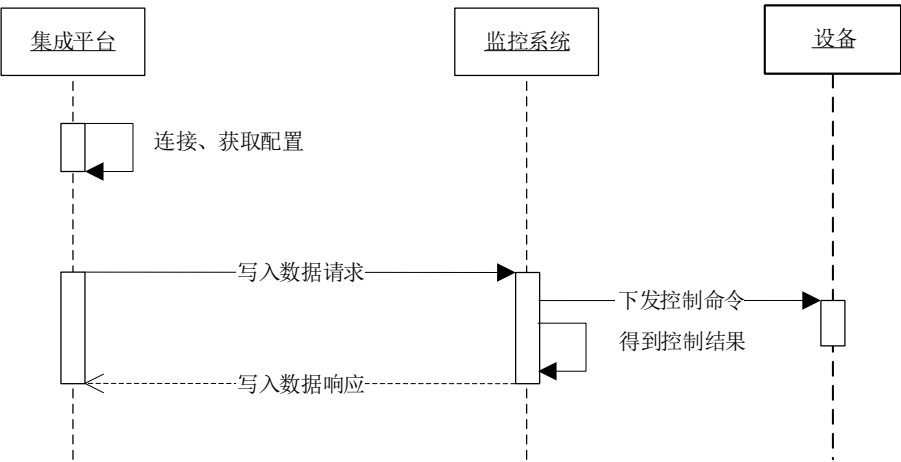 集成平台
监控系统
设备
连接、获取配置
写入数据请求
下发控制命令
得到控制结果
写入数据响应